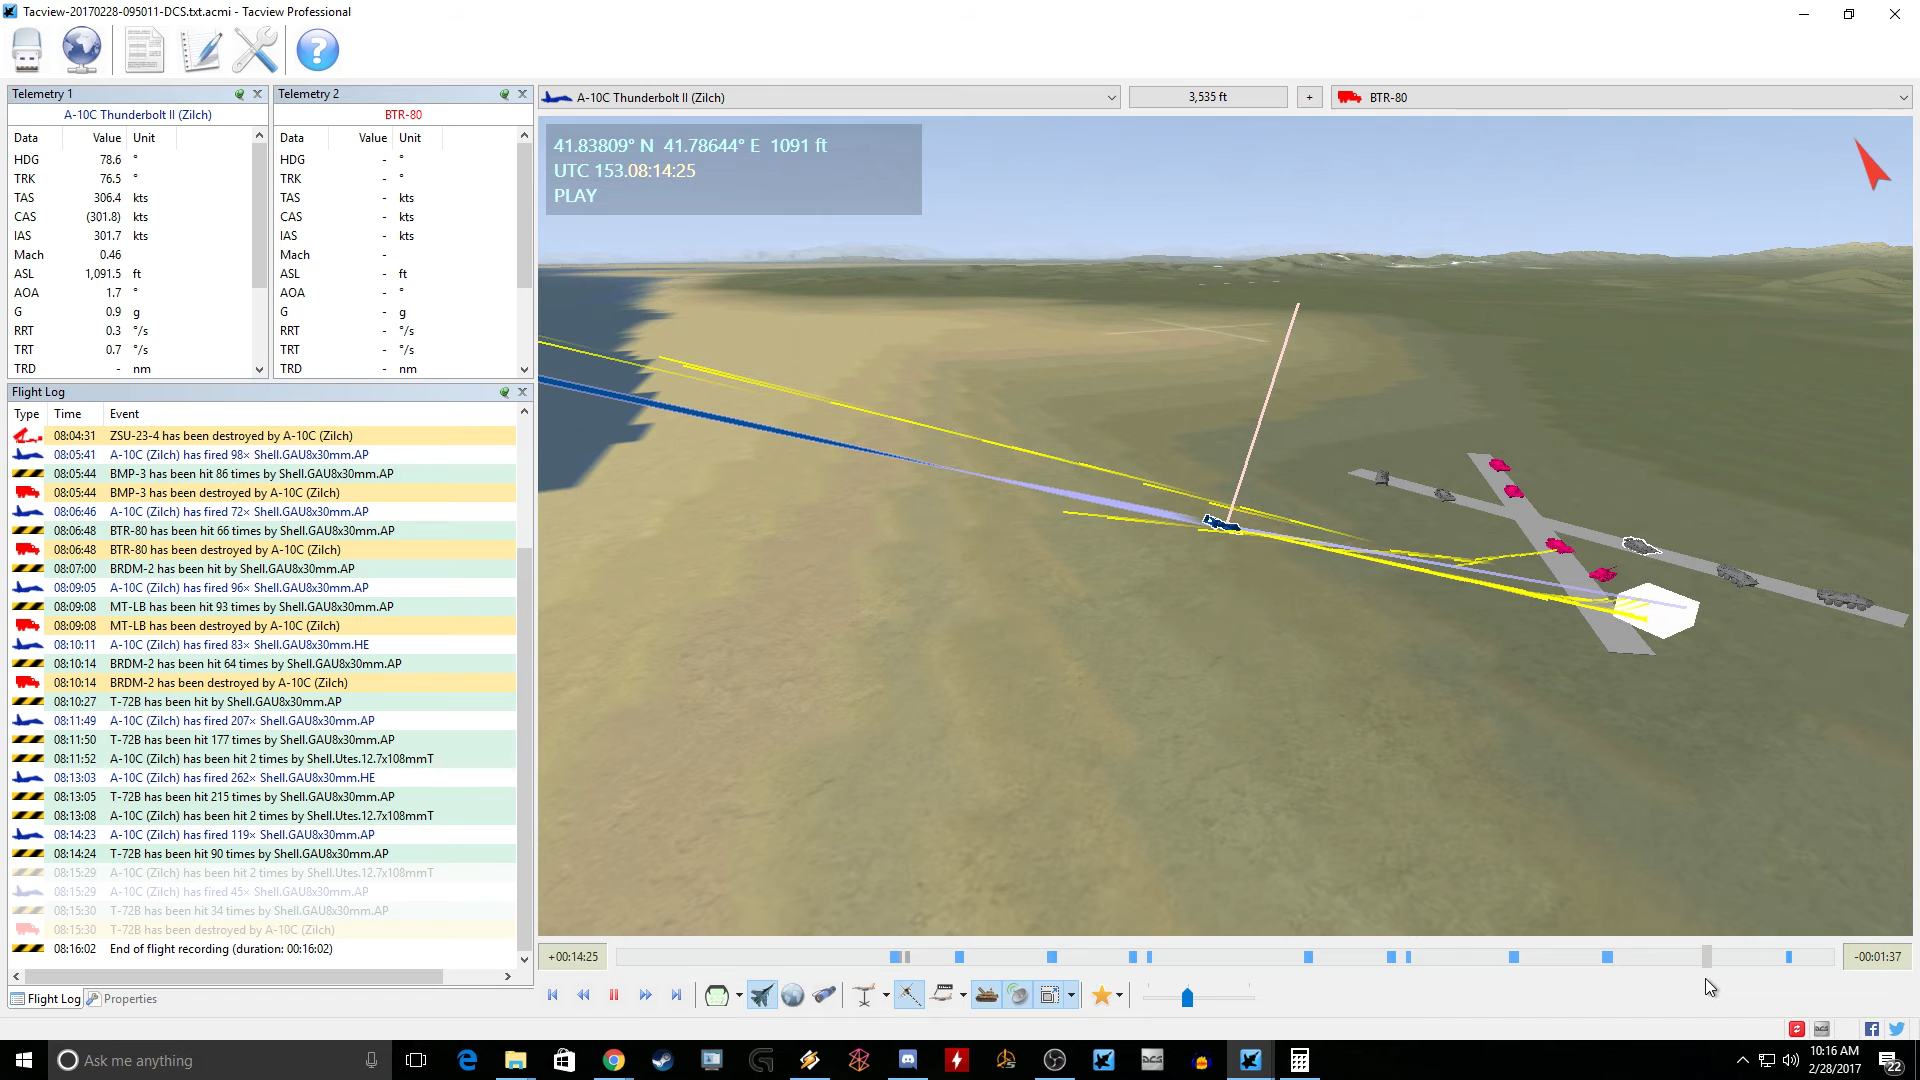 Tacview-20170228-095011-DCS.txt.acmi - Tacview Professional
Telemetry 1
A-10C Thunderbolt II (Zilch)
Data Value Unit
HDG 78.6 °
TRK 76.5 °
TAS 306.4 kts
CAS (301.8) kts
IAS 301.7 kts
Mach 0.46
ASL 1,091.5 ft
AOA 1.7 °
G 0.9 g
RRT 0.3 °/s
TRT 0.7 °/s
TRD - nm
Telemetry 2
BTR-80
Data Value Unit
HDG - °
TRK - °
TAS - kts
CAS - kts
IAS - kts
Mach -
ASL - ft
AOA - °
G - g
RRT - °/s
TRT - °/s
TRD - nm
A-10C Thunderbolt II (Zilch)
3,535 ft
+
BTR-80
41.83809° N 41.78644° E 1091 ft
UTC 153.08:14:25
PLAY
Flight Log
Type Time Event
08:04:31 ZSU-23-4 has been destroyed by A-10C (Zilch)
08:05:41 A-10C (Zilch) has fired 98× Shell.GAU8x30mm.AP
08:05:44 BMP-3 has been hit 86 times by Shell.GAU8x30mm.AP
08:05:44 BMP-3 has been destroyed by A-10C (Zilch)
08:06:46 A-10C (Zilch) has fired 72× Shell.GAU8x30mm.AP
08:06:48 BTR-80 has been hit 66 times by Shell.GAU8x30mm.AP
08:06:48 BTR-80 has been destroyed by A-10C (Zilch)
08:07:00 BRDM-2 has been hit by Shell.GAU8x30mm.AP
08:09:05 A-10C (Zilch) has fired 96× Shell.GAU8x30mm.AP
08:09:08 MT-LB has been hit 93 times by Shell.GAU8x30mm.AP
08:09:08 MT-LB has been destroyed by A-10C (Zilch)
08:10:11 A-10C (Zilch) has fired 83× Shell.GAU8x30mm.HE
08:10:14 BRDM-2 has been hit 64 times by Shell.GAU8x30mm.AP
08:10:14 BRDM-2 has been destroyed by A-10C (Zilch)
08:10:27 T-72B has been hit by Shell.GAU8x30mm.AP
08:11:49 A-10C (Zilch) has fired 207× Shell.GAU8x30mm.AP
08:11:50 T-72B has been hit 177 times by Shell.GAU8x30mm.AP
08:11:52 A-10C (Zilch) has been hit 2 times by Shell.Utes.12.7x108mmT
08:13:03 A-10C (Zilch) has fired 262× Shell.GAU8x30mm.HE
08:13:05 T-72B has been hit 215 times by Shell.GAU8x30mm.AP
08:13:08 A-10C (Zilch) has been hit 2 times by Shell.Utes.12.7x108mmT
08:14:23 A-10C (Zilch) has fired 119× Shell.GAU8x30mm.AP
08:14:24 T-72B has been hit 90 times by Shell.GAU8x30mm.AP
08:15:29 A-10C (Zilch) has been hit 2 times by Shell.Utes.12.7x108mmT
08:15:29 A-10C (Zilch) has fired 45× Shell.GAU8x30mm.AP
08:15:30 T-72B has been hit 34 times by Shell.GAU8x30mm.AP
08:15:30 T-72B has been destroyed by A-10C (Zilch)
08:16:02 End of flight recording (duration: 00:16:02)
Flight Log Properties
+00:14:25
-00:01:37
Ask me anything
DCS
10:16 AM
2/28/2017
22